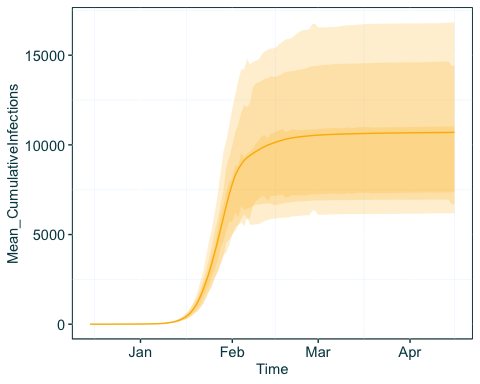 15000
10000
5000
0
Mean_CumulativeInfections
Jan
Feb
Mar
Apr
Time